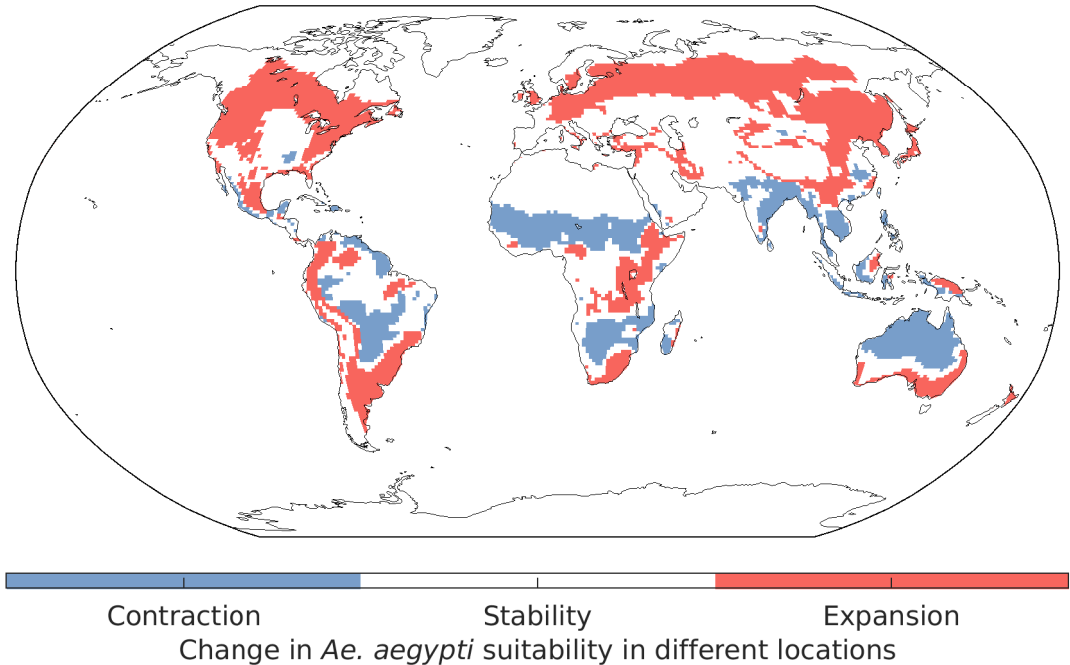 Contraction Stability Expansion
Change in Ae. aegypti suitability in different locations